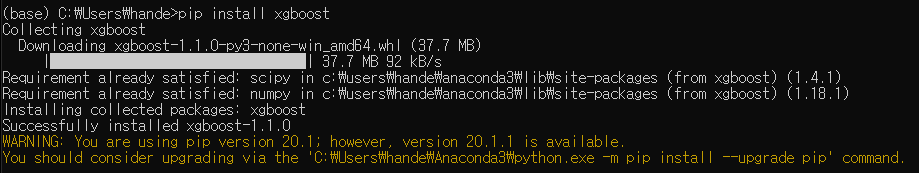 (base) C:₩Users₩hande>pip install xgboost
Collecting xgboost
Downloading xgboost-1.1.0-py3-none-win_amd64.whl (37.7 MB)
|████████████████████████████████| 37.7 MB 92 kB/s
Requirement already satisfied: scipy in c:₩users₩hande₩anaconda3₩lib₩site-packages (from xgboost) (1.4.1)
Requirement already satisfied: numpy in c:₩users₩hande₩anaconda3₩lib₩site-packages (from xgboost) (1.18.1)
Installing collected packages: xgboost
Successfully installed xgboost-1.1.0
WARNING: You are using pip version 20.1; however, version 20.1.1 is available.
You should consider upgrading via the 'C:₩Users₩hande₩Anaconda3₩python.exe -m pip install --upgrade pip' command.